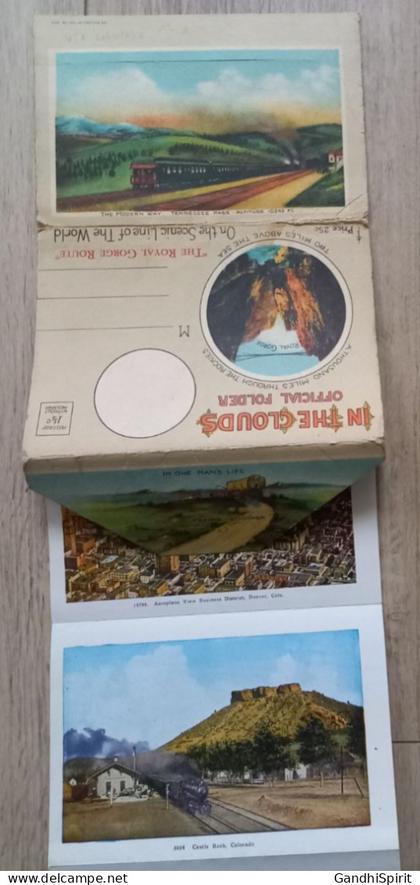 THE MODERN WAY TENNESSEE PASS ALTITUDE 10240 FT.
IN THE CLOUDS
OFFICIAL FOLDER
A THOUSAND MILES THROUGH THE ROCKIES
TWO MILES ABOVE THE SEA
ROYAL GORGE
Price 25c
1½c
M
"THE ROYAL GORGE ROUTE"
On the Scenic Line of The World
IN ONE MAN'S LIFE
Aeroplane View Business District, Denver, Colo.
Castle Rock, Colorado
GandhiSpirit
www.delcampe.net